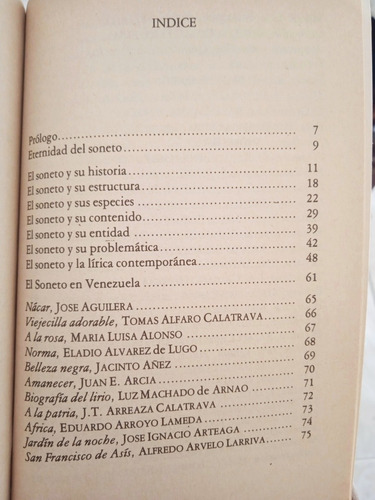 INDICE
Prólogo 7
Eternidad del soneto 9
El soneto y su historia 11
El soneto y su estructura 18
El soneto y sus especies 22
El soneto y su contenido 29
El soneto y su entidad 39
El soneto y su problemática 42
El soneto y la lírica contemporánea 48
El Soneto en Venezuela 61
Nácar, JOSE AGUILERA 65
Viejecilla adorable, TOMAS ALFARO CALATRAVA 66
A la rosa, MARIA LUISA ALONSO 67
Norma, ELADIO ALVAREZ DE LUGO 68
Belleza negra, JACINTO AÑEZ 69
Amanecer, JUAN E. ARCIA 70
Biografía del lirio, LUZ MACHADO DE ARNAO 71
A la patria, J.T. ARREAZA CALATRAVA 72
Africa, EDUARDO ARROYO LAMEDA 73
Jardín de la noche, JOSE IGNACIO ARTEAGA 74
San Francisco de Asís, ALFREDO ARVELO LARRIVA 75